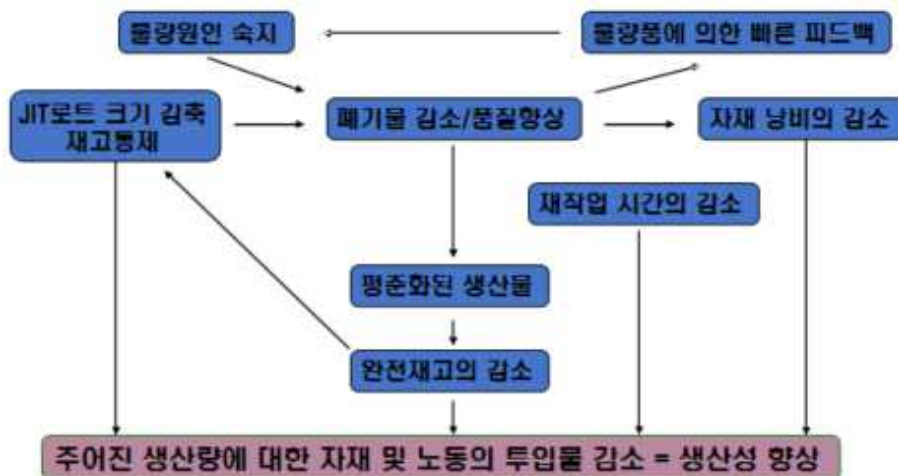 물량원인 숙지
물량품에 의한 빠른 피드백
JIT로트 크기 감축
재고통제
폐기물 감소/품질향상
자재 낭비의 감소
재작업 시간의 감소
평준화된 생산물
완전재고의 감소
주어진 생산량에 대한 자재 및 노동의 투입물 감소 = 생산성 향상